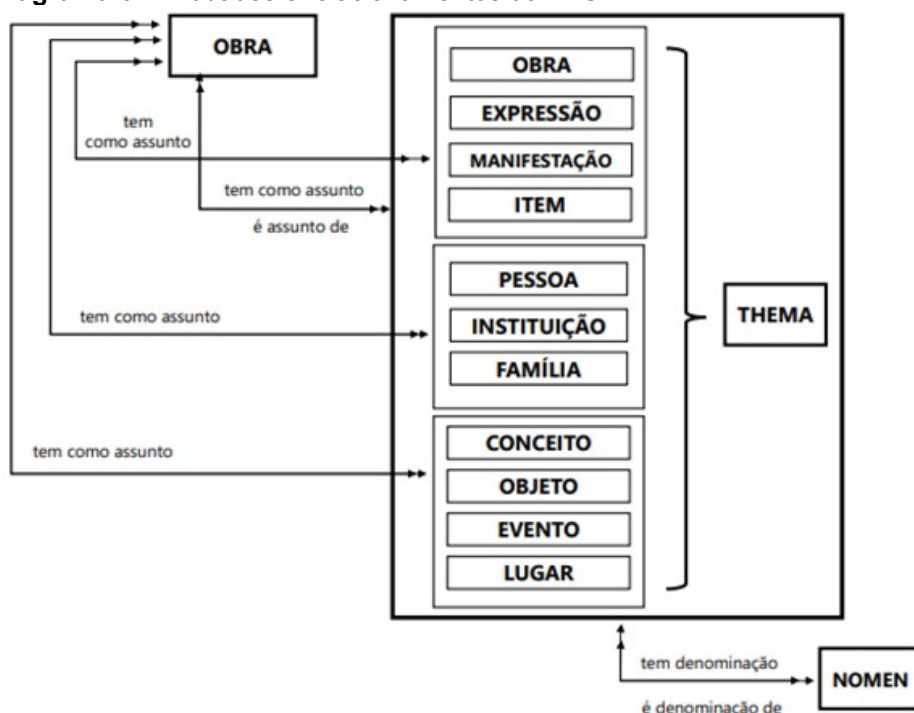 OBRA
OBRA
EXPRESSÃO
tem
como assunto
MANIFESTAÇÃO
tem como assunto
ITEM
é assunto de
PESSOA
tem como assunto
INSTITUIÇÃO
THEMA
FAMÍLIA
CONCEITO
tem como assunto
OBJETO
EVENTO
LUGAR
tem denominação
NOMEN
é denominação de